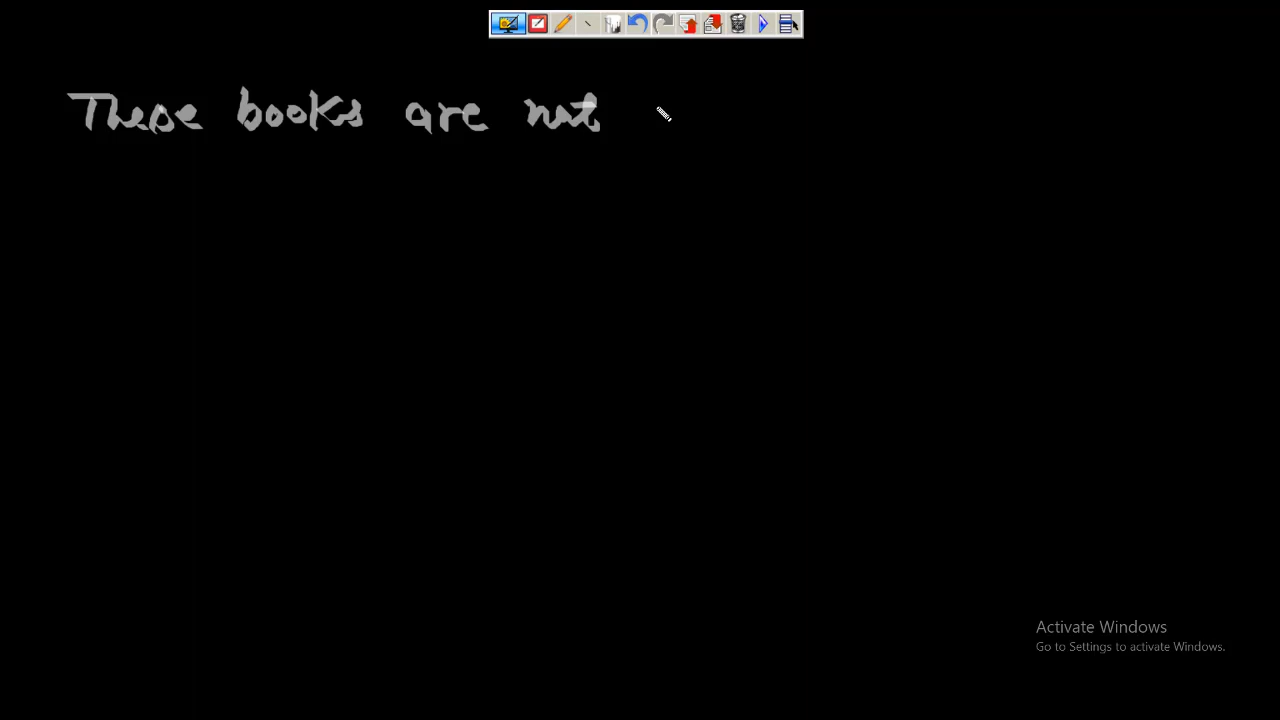 These books are not
Activate Windows
Go to Settings to activate Windows.